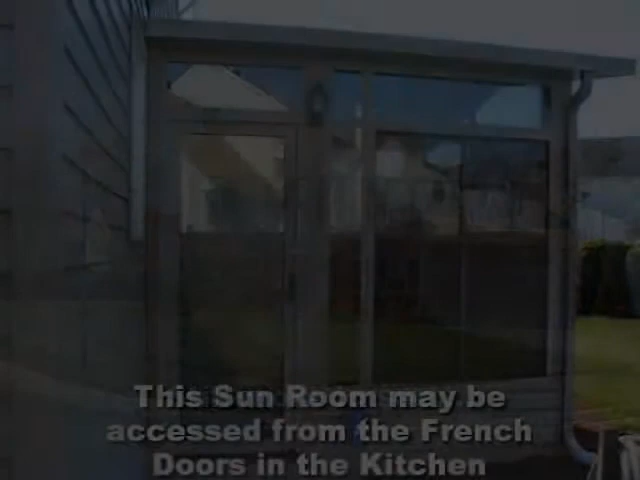 This Sun Room may be
accessed from the French
Doors in the Kitchen